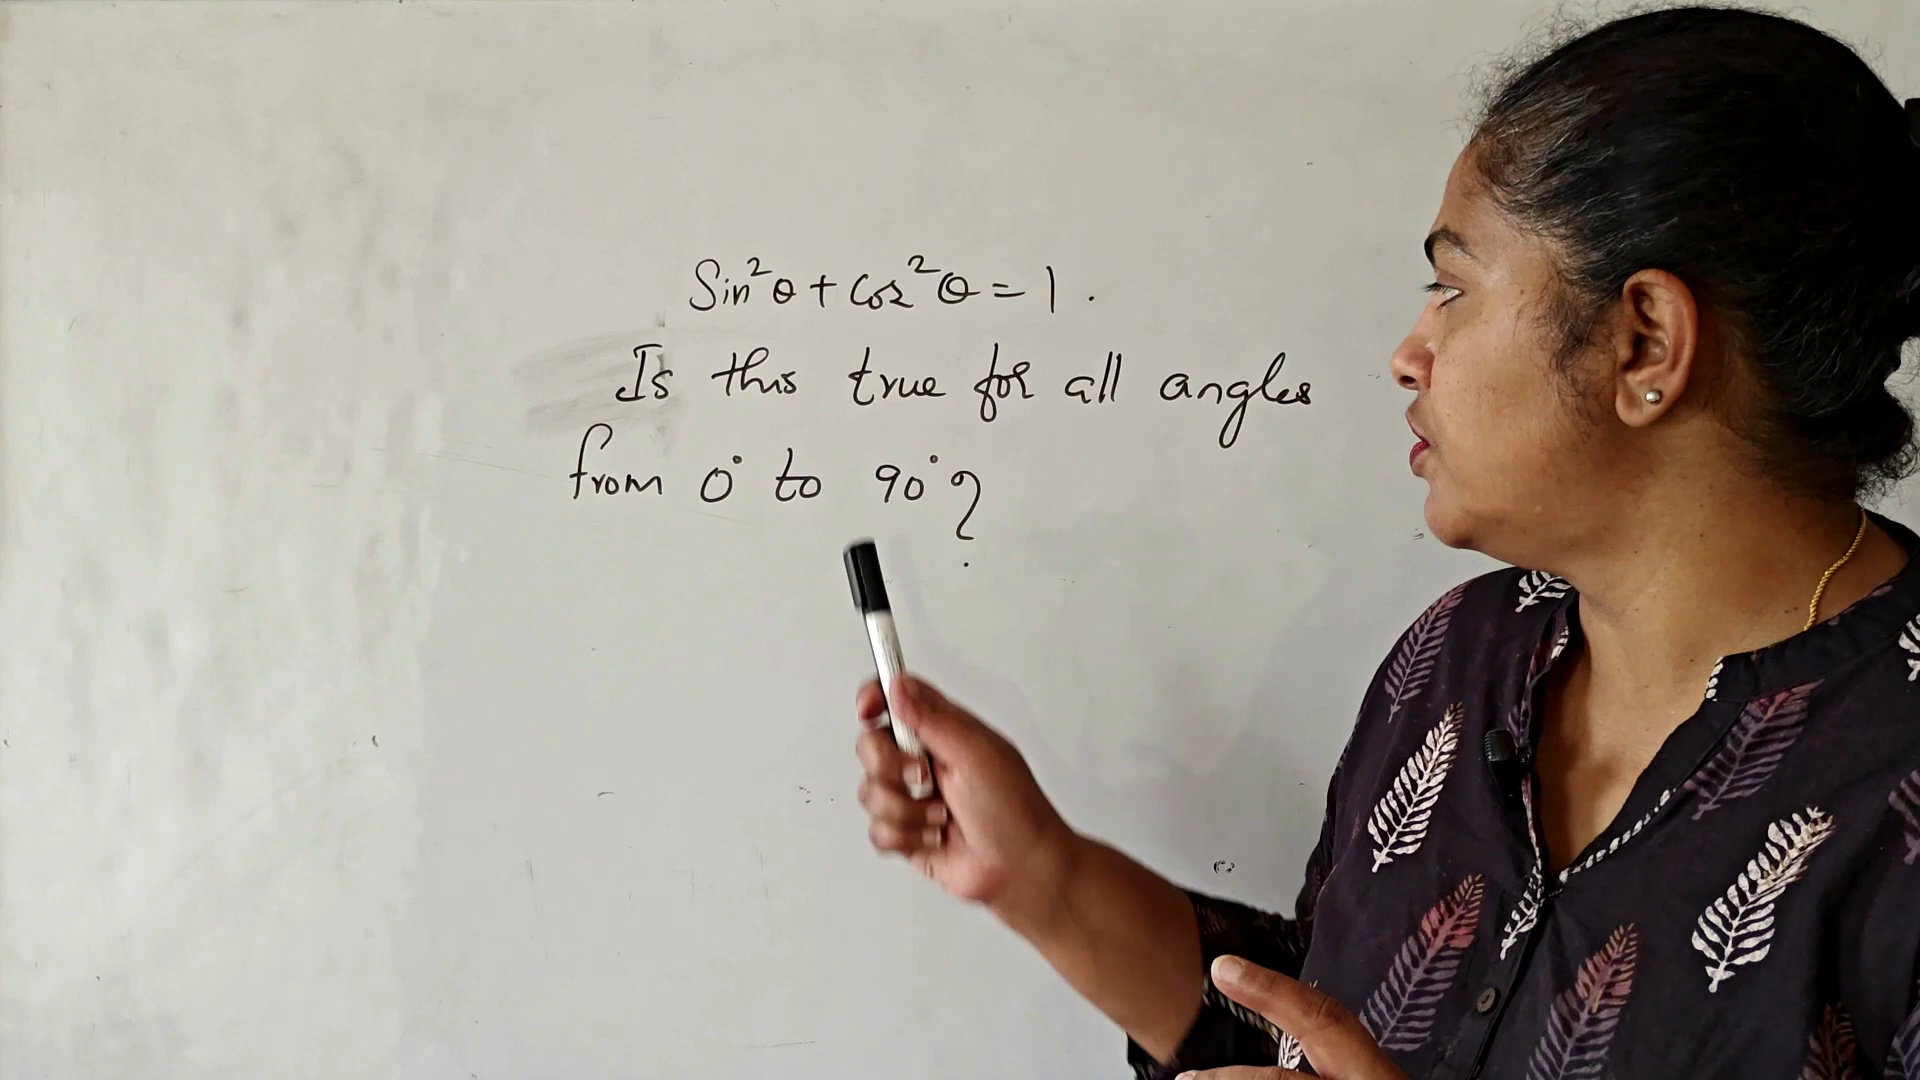 Sin²θ + Cos²θ = 1.
Is this true for all angles
from 0° to 90°?